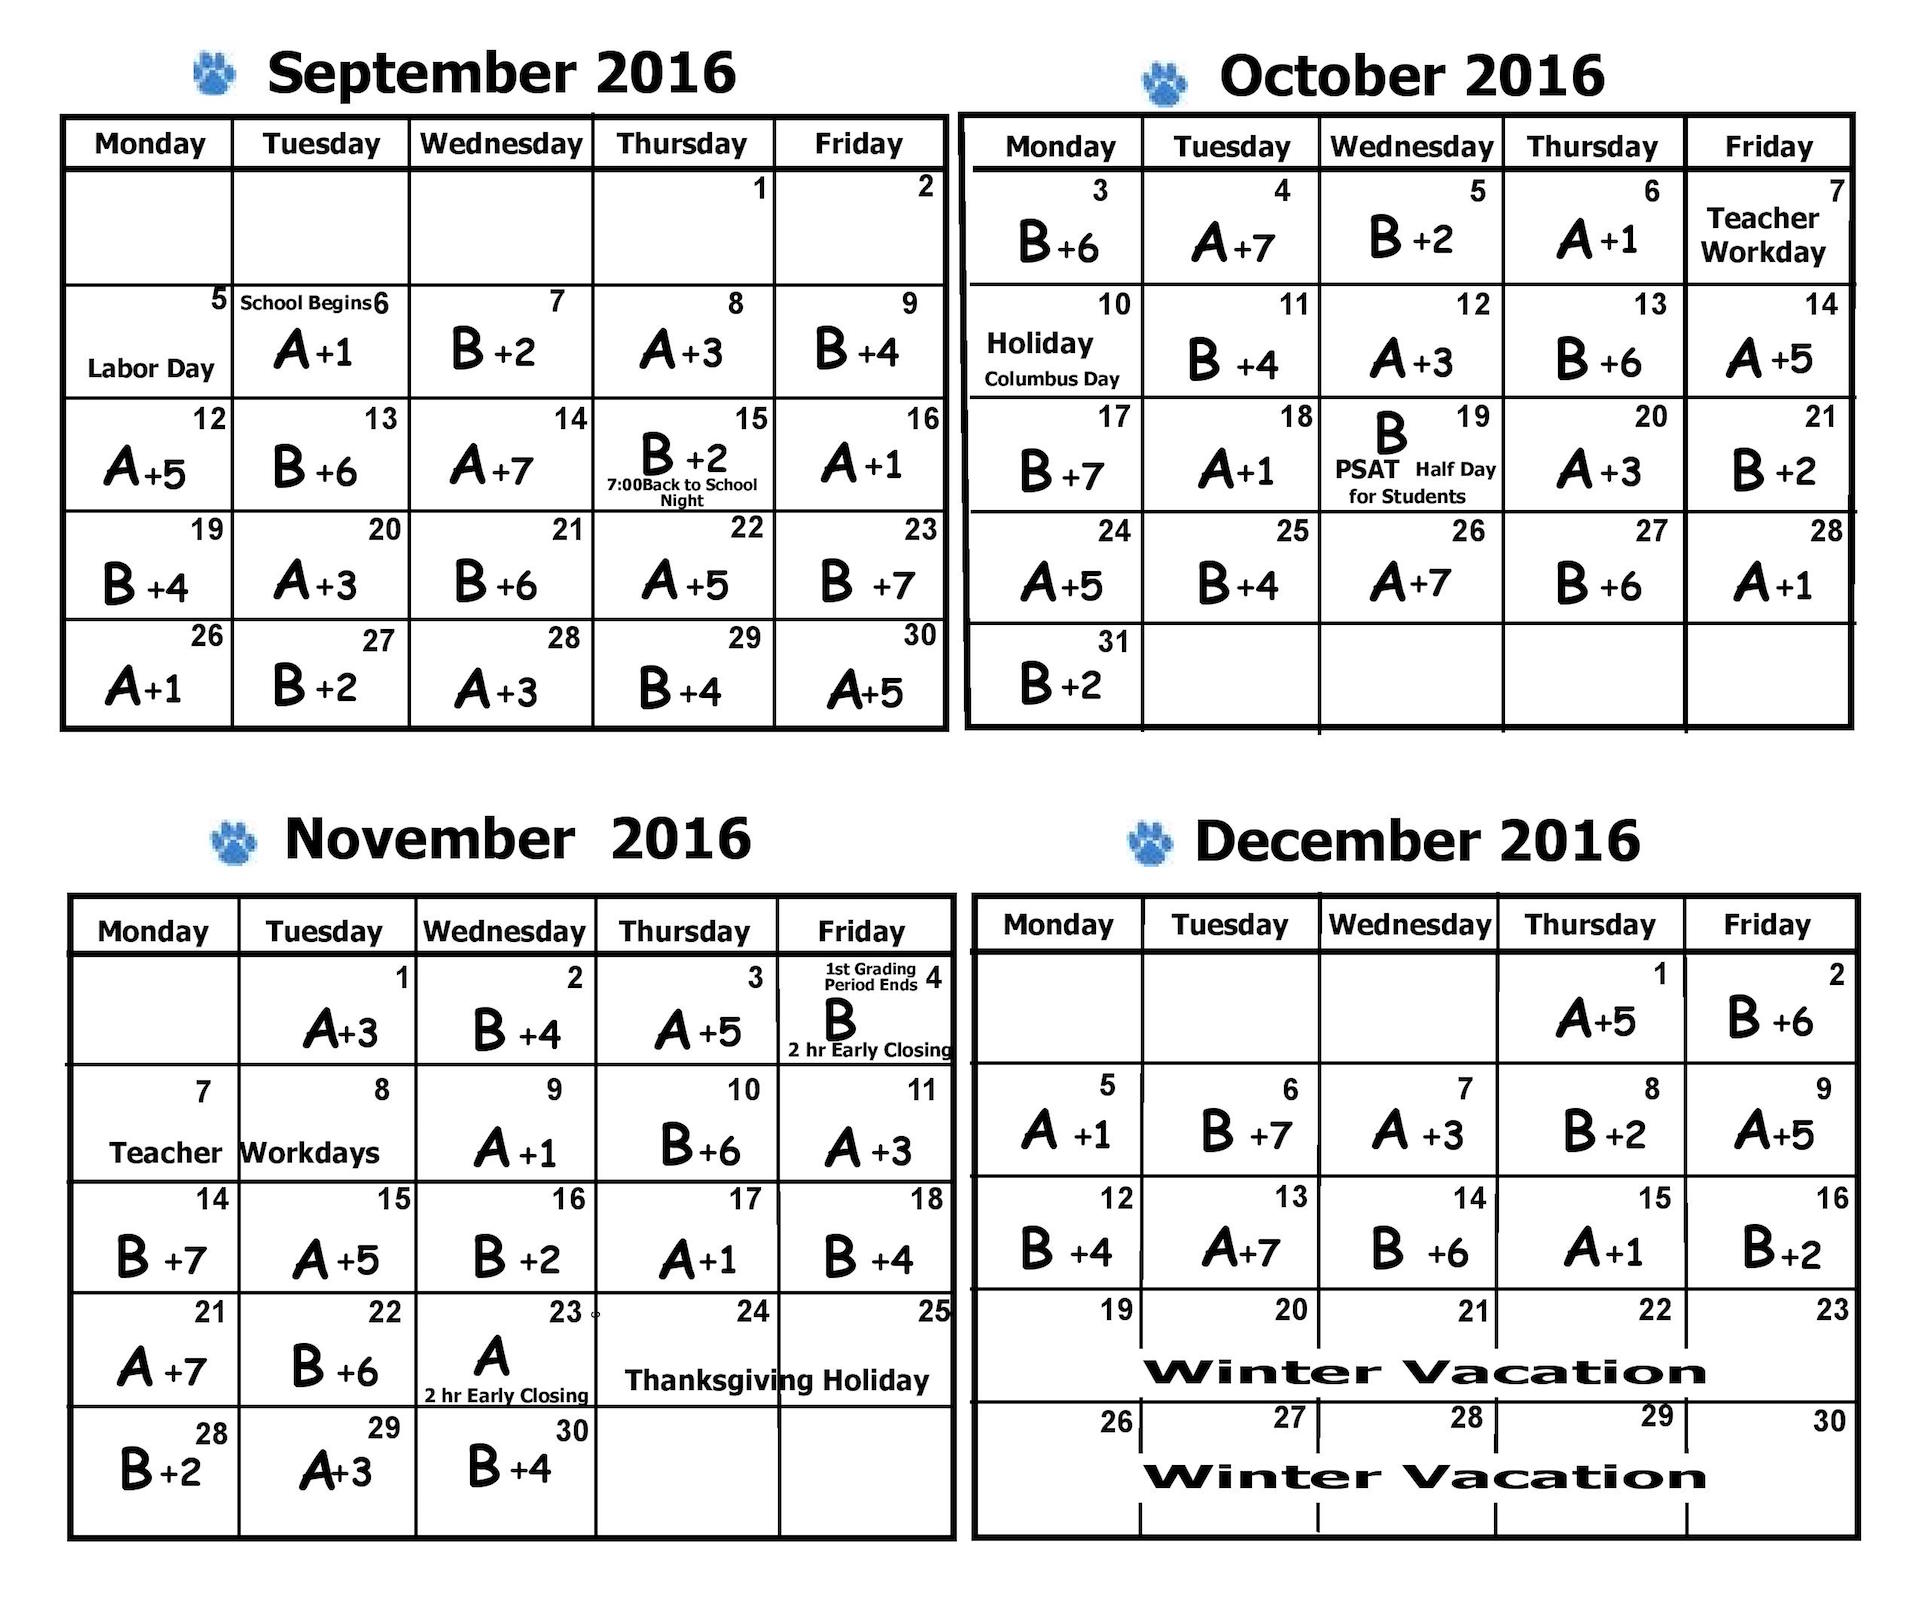 September 2016
Monday Tuesday Wednesday Thursday Friday
1 2
5 School Begins 6 7 8 9
Labor Day A +1 B +2 A +3 B +4
12 13 14 15 16
A +5 B +6 A +7 B +2 A +1
7:00Back to School
Night
19 20 21 22 23
B +4 A +3 B +6 A +5 B +7
26 27 28 29 30
A +1 B +2 A +3 B +4 A +5
October 2016
Monday Tuesday Wednesday Thursday Friday
3 4 5 6 7
B +6 A +7 B +2 A +1 Teacher
Workday
10 11 12 13 14
Holiday B +4 A +3 B +6 A +5
Columbus Day
17 18 19 20 21
B +7 A +1 B A +3 B +2
PSAT Half Day
for Students
24 25 26 27 28
A +5 B +4 A +7 B +6 A +1
31
B +2
November 2016
Monday Tuesday Wednesday Thursday Friday
1 2 3 1st Grading 4
Period Ends
A +3 B +4 A +5 B
2 hr Early Closing
7 8 9 10 11
Teacher Workdays A +1 B +6 A +3
14 15 16 17 18
B +7 A +5 B +2 A +1 B +4
21 22 23 24 25
A +7 B +6 A Thanksgiving Holiday
2 hr Early Closing
28 29 30
B +2 A +3 B +4
December 2016
Monday Tuesday Wednesday Thursday Friday
1 2
A +5 B +6
5 6 7 8 9
A +1 B +7 A +3 B +2 A +5
12 13 14 15 16
B +4 A +7 B +6 A +1 B +2
19 20 21 22 23
Winter Vacation
26 27 28 29 30
Winter Vacation